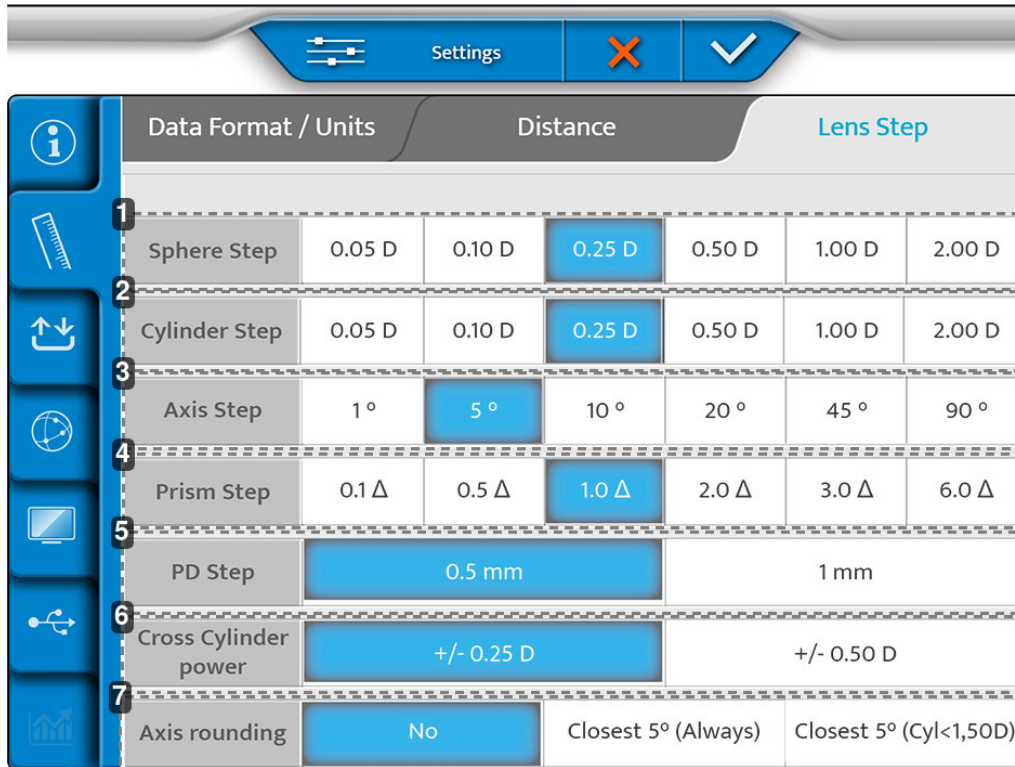 Settings
Data Format / Units Distance Lens Step
1
Sphere Step 0.05 D 0.10 D 0.25 D 0.50 D 1.00 D 2.00 D
2
Cylinder Step 0.05 D 0.10 D 0.25 D 0.50 D 1.00 D 2.00 D
3
Axis Step 1 º 5 º 10 º 20 º 45 º 90 º
4
Prism Step 0.1 Δ 0.5 Δ 1.0 Δ 2.0 Δ 3.0 Δ 6.0 Δ
5
PD Step 0.5 mm 1 mm
6
Cross Cylinder
power +/- 0.25 D +/- 0.50 D
7
Axis rounding No Closest 5º (Always) Closest 5º (Cyl<1,50D)